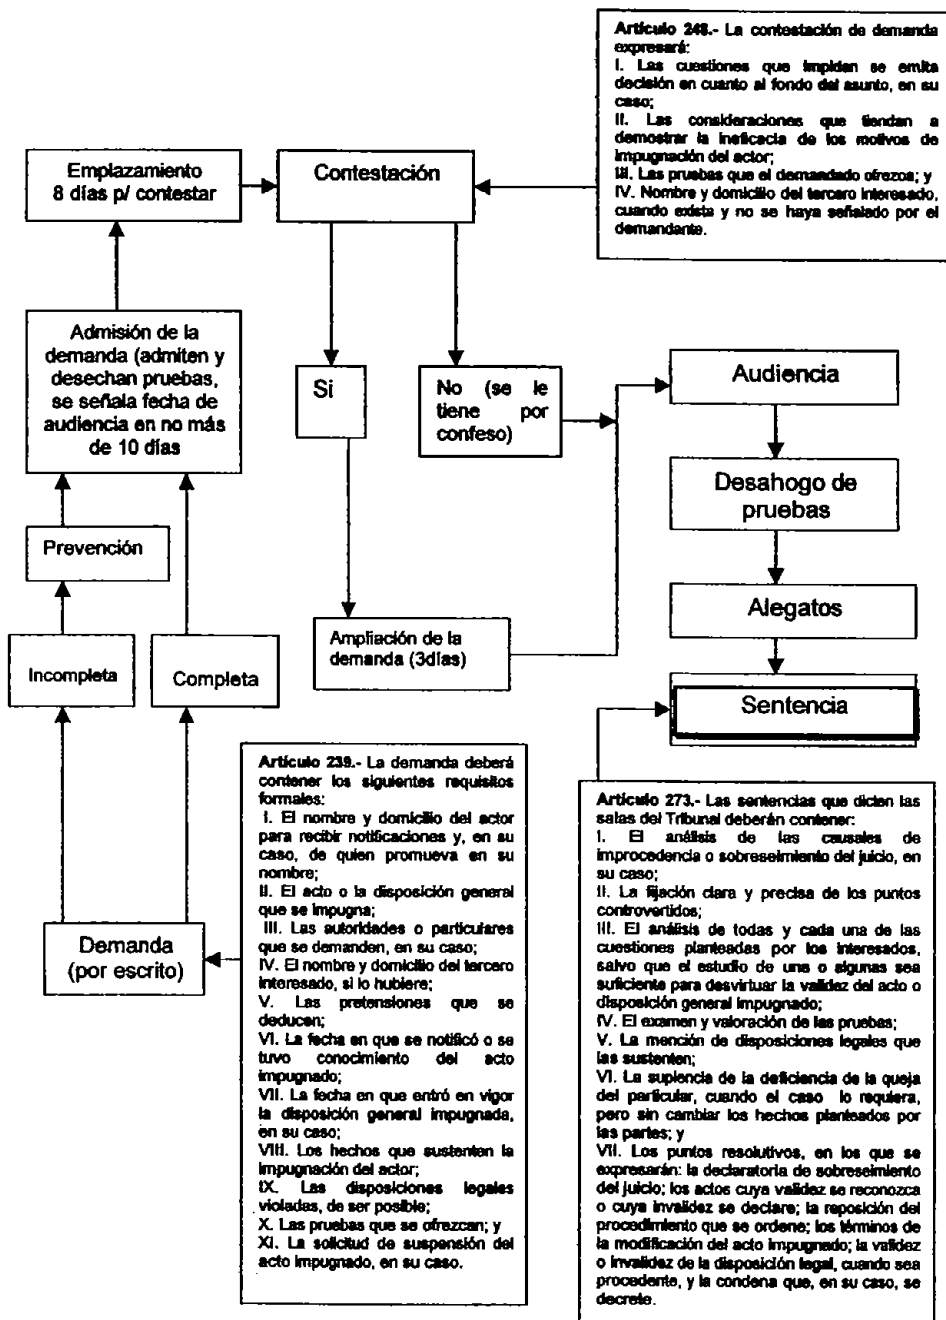 Artículo 248.- La contestación de demanda
expresará:
I. Las cuestiones que impidan se emita
decisión en cuanto al fondo del asunto, en su
caso;
II. Las consideraciones que tiendan a
demostrar la ineficacia de los motivos de
impugnación del actor;
III. Las pruebas que el demandado ofrezca; y
IV. Nombre y domicilio del tercero interesado,
cuando exista y no se haya señalado por el
demandante.
Emplazamiento
8 días p/ contestar
Contestación
Admisión de la
demanda (admiten y
desechan pruebas,
se señala fecha de
audiencia en no más
de 10 días
Si
No (se le
tiene por
confeso)
Audiencia
Desahogo de
pruebas
Prevención
Alegatos
Ampliación de la
demanda (3días)
Incompleta
Completa
Sentencia
Demanda
(por escrito)
Artículo 239.- La demanda deberá
contener los siguientes requisitos
formales:
I. El nombre y domicilio del actor
para recibir notificaciones y, en su
caso, de quien promueva en su
nombre;
II. El acto o la disposición general
que se impugna;
III. Las autoridades o particulares
que se demanden, en su caso;
IV. El nombre y domicilio del tercero
interesado, si lo hubiere;
V. Las pretensiones que se
deducen;
VI. La fecha en que se notificó o se
tuvo conocimiento del acto
impugnado;
VII. La fecha en que entró en vigor
la disposición general impugnada,
en su caso;
VIII. Los hechos que sustenten la
impugnación del actor;
IX. Las disposiciones legales
violadas, de ser posible;
X. Las pruebas que se ofrezcan; y
XI. La solicitud de suspensión del
acto impugnado, en su caso.
Artículo 273.- Las sentencias que dicten las
salas del Tribunal deberán contener:
I. El análisis de las causales de
improcedencia o sobreseimiento del juicio, en
su caso;
II. La fijación clara y precisa de los puntos
controvertidos;
III. El análisis de todas y cada una de las
cuestiones planteadas por los interesados,
salvo que el estudio de una o algunas sea
suficiente para desvirtuar la validez del acto o
disposición general impugnado;
IV. El examen y valoración de las pruebas;
V. La mención de disposiciones legales que
las sustenten;
VI. La suplencia de la deficiencia de la queja
del particular, cuando el caso lo requiera,
pero sin cambiar los hechos planteados por
las partes; y
VII. Los puntos resolutivos, en los que se
expresarán: la declaratoria de sobreseimiento
del juicio; los actos cuya validez se reconozca
o cuya invalidez se declare; la reposición del
procedimiento que se ordene; los términos de
la modificación del acto impugnado; la validez
o invalidez de la disposición legal, cuando sea
procedente, y la condena que, en su caso, se
decrete.